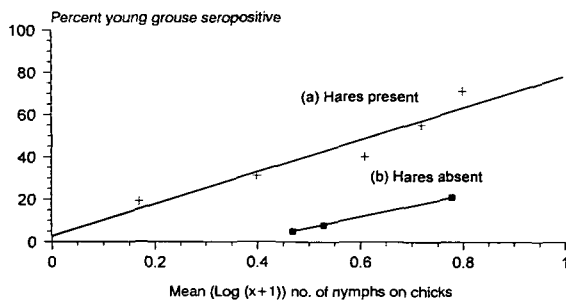 Percent young grouse seropositive
100
80
60
40
20
0
(a) Hares present
(b) Hares absent
0 0.2 0.4 0.6 0.8 1
Mean (Log (x+1)) no. of nymphs on chicks